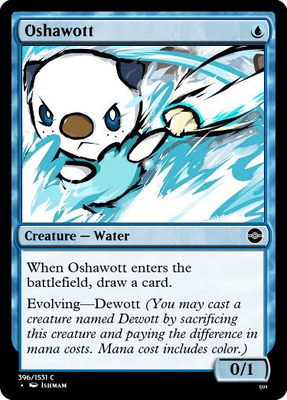 Oshawott
Creature — Water
When Oshawott enters the
battlefield, draw a card.
Evolving—Dewott (You may cast a
creature named Dewott by sacrificing
this creature and paying the difference in
mana costs. Mana cost includes color.)
0/1
396/1531 C
Ishmam